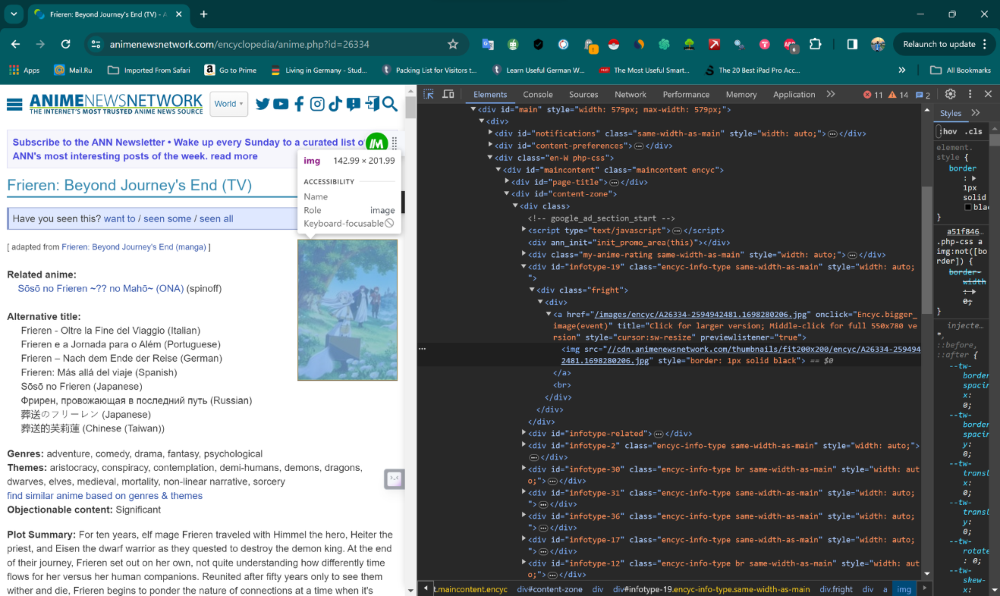 Frieren: Beyond Journey's End (TV) - A
animenewsnetwork.com/encyclopedia/anime.php?id=26334
6
Relaunch to update
Apps
Mail.Ru
Imported From Safari
Go to Prime
Living in Germany - Stud...
Packing List for Visitors t...
Learn Useful German W...
The Most Useful Smart...
The 20 Best iPad Pro Acc...
All Bookmarks
ANIMENEWSNETWORK
THE INTERNET'S MOST TRUSTED ANIME NEWS SOURCE
World
Subscribe to the ANN Newsletter • Wake up every Sunday to a curated list o
ANN's most interesting posts of the week. read more
img 142.99 × 201.99
ACCESSIBILITY
Name
Role image
Keyboard-focusable
Frieren: Beyond Journey's End (TV)
Have you seen this? want to / seen some / seen all
[ adapted from Frieren: Beyond Journey's End (manga) ]
Related anime:
Sōsō no Frieren ~?? no Mahō~ (ONA) (spinoff)
Alternative title:
Frieren - Oltre la Fine del Viaggio (Italian)
Frieren e a Jornada para o Além (Portuguese)
Frieren – Nach dem Ende der Reise (German)
Frieren: Más allá del viaje (Spanish)
Sōsō no Frieren (Japanese)
Фрирен, провожающая в последний путь (Russian)
葬送のフリーレン (Japanese)
葬送的芙莉蓮 (Chinese (Taiwan))
Genres: adventure, comedy, drama, fantasy, psychological
Themes: aristocracy, conspiracy, contemplation, demi-humans, demons, dragons,
dwarves, elves, medieval, mortality, non-linear narrative, sorcery
find similar anime based on genres & themes
Objectionable content: Significant
Plot Summary: For ten years, elf mage Frieren traveled with Himmel the hero, Heiter the
priest, and Eisen the dwarf warrior as they quested to destroy the demon king. At the end
of their journey, Frieren set out on her own, not quite understanding how differently time
flows for her versus her human companions. Reunited after fifty years only to see them
wither and die, Frieren begins to ponder the nature of connections at a time when it's
Elements Console Sources Network Performance Memory Application
11 14 2
<div id="main" style="width: 579px; max-width: 579px;">
<div>
<div id="notifications" class="same-width-as-main" style="width: auto;">…</div>
<div id="content-preferences">…</div>
<div class="en-W php-css">
<div id="maincontent" class="maincontent encyc">
<div id="page-title">…</div>
<div id="content-zone">
<div class>
<!-- google_ad_section_start -->
<script type="text/javascript">…</script>
<div ann_init="init_promo_area(this)"></div>
<div class="my-anime-rating same-width-as-main" style="width: auto;">…</div>
<div id="infotype-19" class="encyc-info-type same-width-as-main" style="width: auto;
">
<div class="fright">
<div>
<a href="/images/encyc/A26334-2594942481.1698280206.jpg" onclick="Encyc.bigger_
image(event)" title="Click for larger version; Middle-click for full 550x780 ve
rsion" style="cursor:sw-resize" previewlistener="true">
<img src="//cdn.animenewsnetwork.com/thumbnails/fit200x200/encyc/A26334-259494
2481.1698280206.jpg" style="border: 1px solid black"> == $0
</a>
<br>
</div>
</div>
</div>
<div id="infotype-related">…</div>
<div id="infotype-2" class="encyc-info-type same-width-as-main" style="width: auto;">
…</div>
<div id="infotype-30" class="encyc-info-type br same-width-as-main" style="width: aut
o;">…</div>
<div id="infotype-31" class="encyc-info-type same-width-as-main" style="width: auto;
">…</div>
<div id="infotype-36" class="encyc-info-type same-width-as-main" style="width: auto;
">…</div>
<div id="infotype-17" class="encyc-info-type same-width-as-main" style="width: auto;
">…</div>
<div id="infotype-12" class="encyc-info-type br same-width-as-main" style="width: aut
o;">…</div>
t.maincontent.encyc div#content-zone div div#infotype-19.encyc-info-type.same-width-as-main div.fright div a img
Styles
:hov .cls
element.
style {
border
:
1px
solid
blac
}
a51f846…
.php-css a
img:not([bo
rder]) {
border-
width
:
0;
}
injecte…
*,
::before,
::after {
--tw-
border
spacin
x:
0;
--tw-
border
spacin
y:
0;
--tw-
transl
x:
0;
--tw-
transl
y:
0;
--tw-
rotate
: 0;
--tw-
skew-
x: